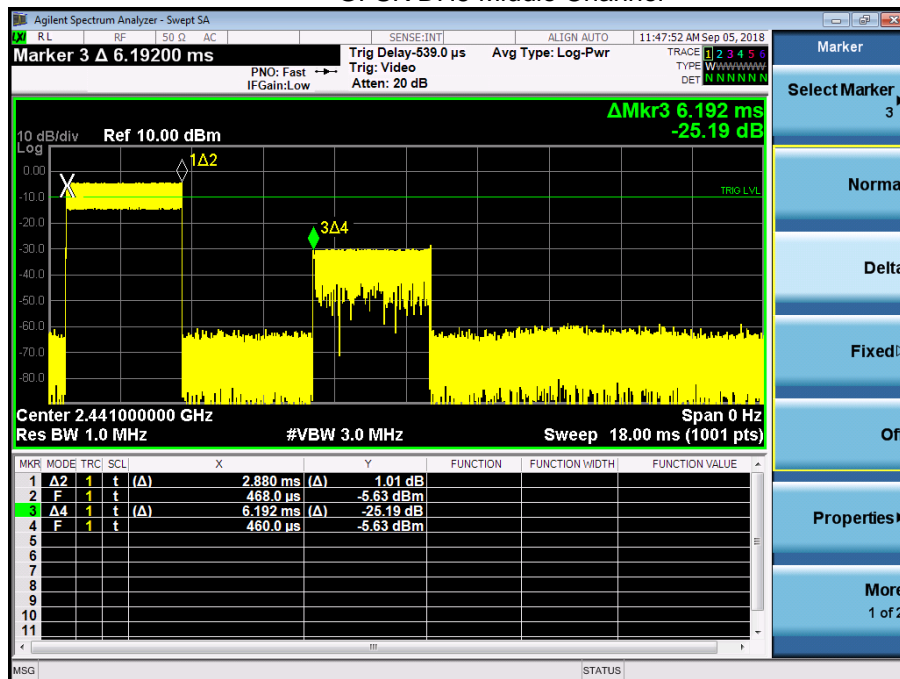 Agilent Spectrum Analyzer - Swept SA
LXI RL RF 50 Ω AC SENSE:INT ALIGN AUTO 11:47:52 AM Sep 05, 2018
Marker 3 Δ 6.19200 ms
PNO: Fast
IFGain:Low
Trig Delay-539.0 µs
Trig: Video
Atten: 20 dB
Avg Type: Log-Pwr
TRACE 1 2 3 4 5 6
TYPE WWWWWW
DET N N N N N N
ΔMkr3 6.192 ms
-25.19 dB
10 dB/div Ref 10.00 dBm
Log
0.00
-10.0
-20.0
-30.0
-40.0
-50.0
-60.0
-70.0
-80.0
X
1Δ2
TRIG LVL
3Δ4
Center 2.441000000 GHz Span 0 Hz
Res BW 1.0 MHz #VBW 3.0 MHz Sweep 18.00 ms (1001 pts)
MKR MODE TRC SCL X Y FUNCTION FUNCTION WIDTH FUNCTION VALUE
1 Δ2 1 t (Δ) 2.880 ms (Δ) 1.01 dB
2 F 1 t 468.0 µs -5.63 dBm
3 Δ4 1 t (Δ) 6.192 ms (Δ) -25.19 dB
4 F 1 t 460.0 µs -5.63 dBm
5
6
7
8
9
10
11
MSG STATUS
Marker
Select Marker
3
Norma
Delta
Fixed
Of
Properties
More
1 of 2